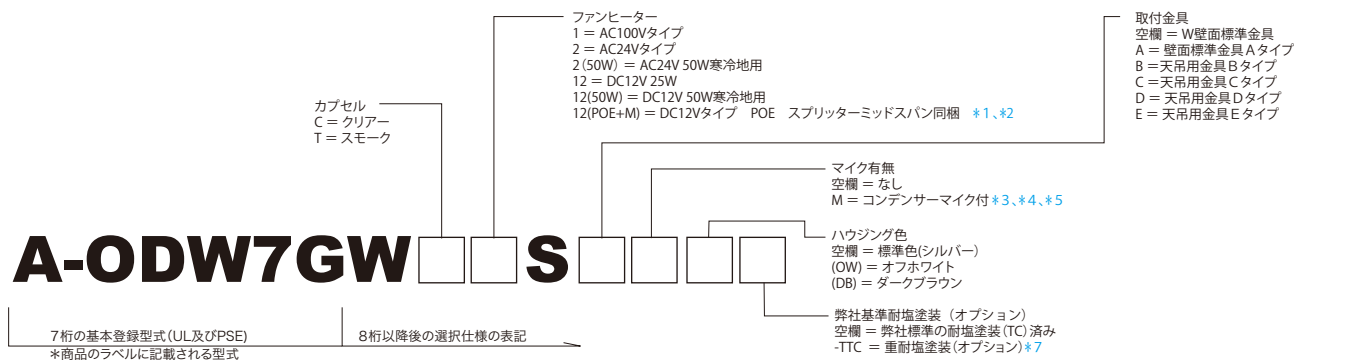 カプセル
C = クリアー
T = スモーク
ファンヒーター
1 = AC100Vタイプ
2 = AC24Vタイプ
2(50W) = AC24V 50W寒冷地用
12 = DC12V 25W
12(50W) = DC12V 50W寒冷地用
12(POE+M) = DC12Vタイプ　POE　スプリッターミッドスパン同梱　*1、*2
取付金具
空欄 = W壁面標準金具
A = 壁面標準金具Aタイプ
B = 天吊用金具Bタイプ
C = 天吊用金具Cタイプ
D = 天吊用金具Dタイプ
E = 天吊用金具Eタイプ
マイク有無
空欄 = なし
M = コンデンサーマイク付*3、*4、*5
ハウジング色
空欄 = 標準色(シルバー)
(OW) = オフホワイト
(DB) = ダークブラウン
弊社基準耐塩塗装（オプション）
空欄 = 弊社標準の耐塩塗装(TC)済み
-TTC = 重耐塩塗装(オプション)*7
A-ODW7GW□□S□□□□
7桁の基本登録型式(UL及びPSE)
8桁以降後の選択仕様の表記
*商品のラベルに記載される型式